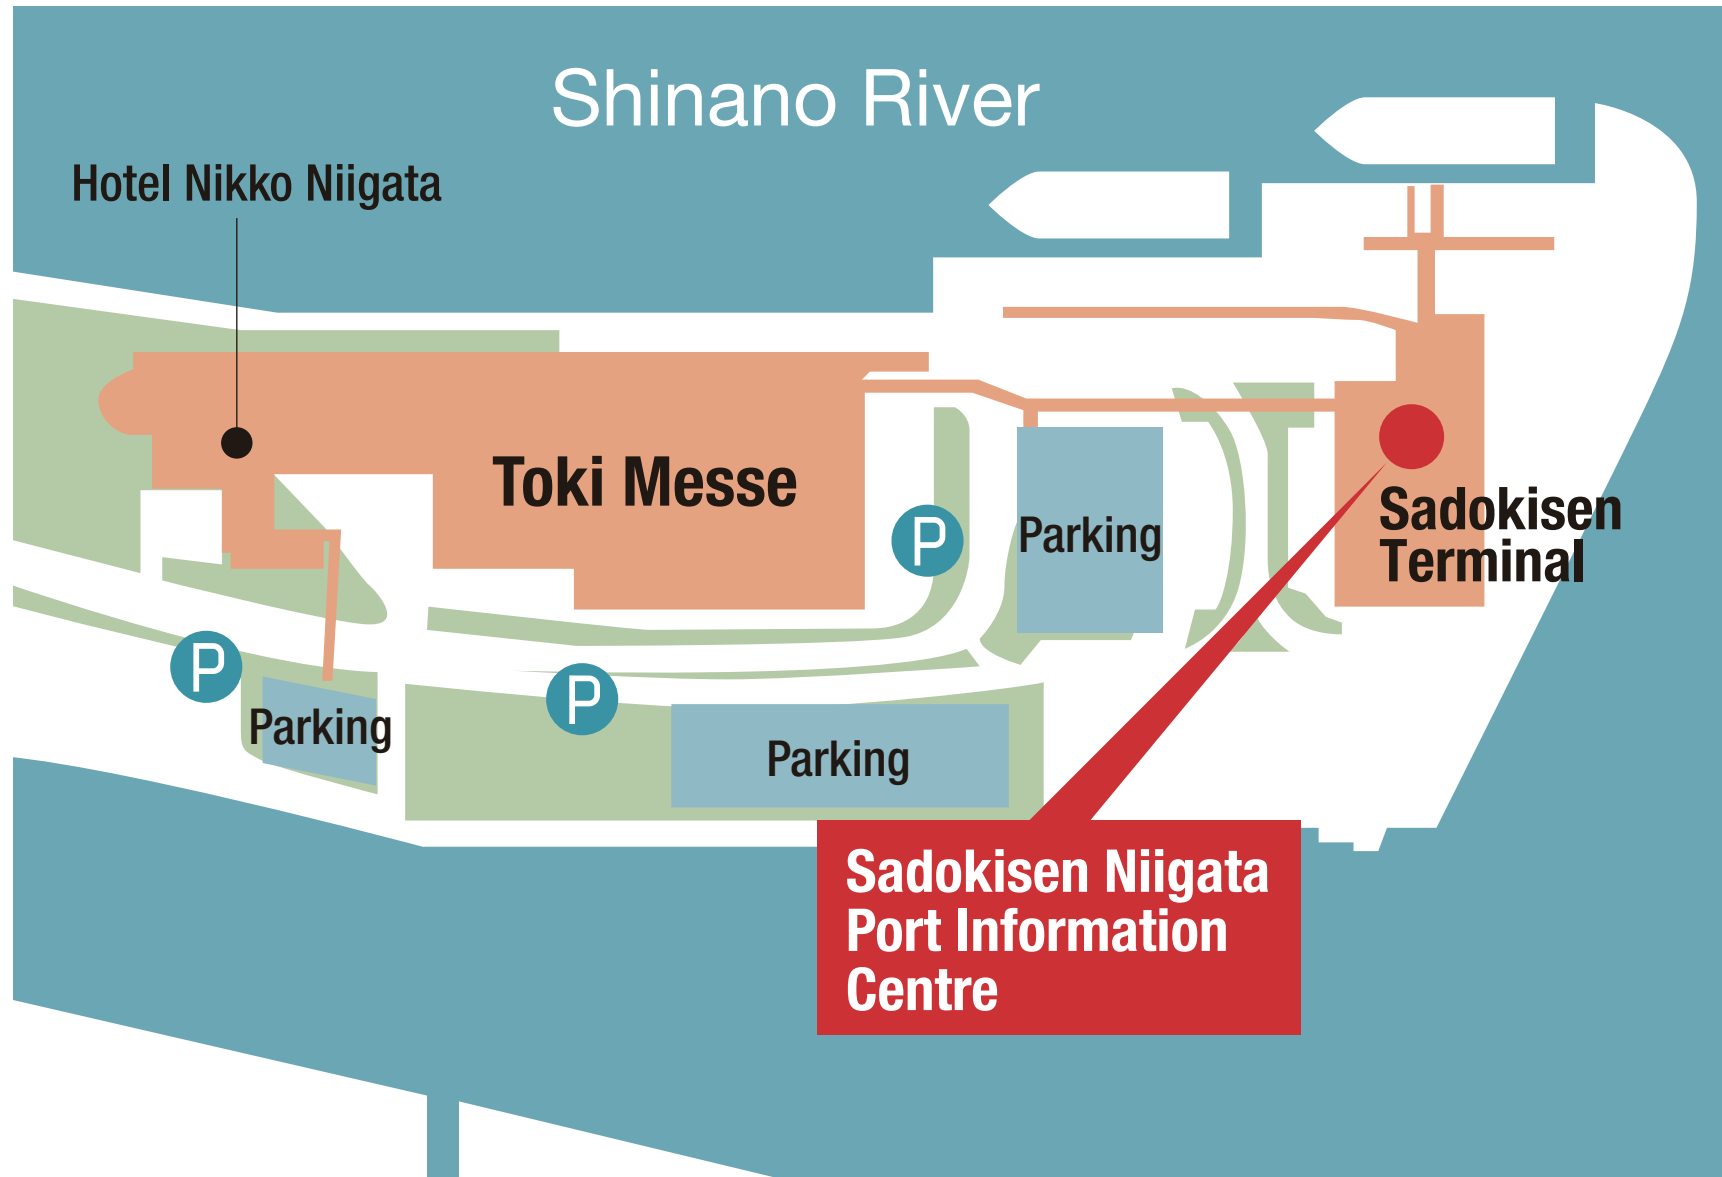 Shinano River
Hotel Nikko Niigata
Toki Messe
P
Parking
Sadokisen
Terminal
P
P
Parking
Parking
Sadokisen Niigata
Port Information
Centre